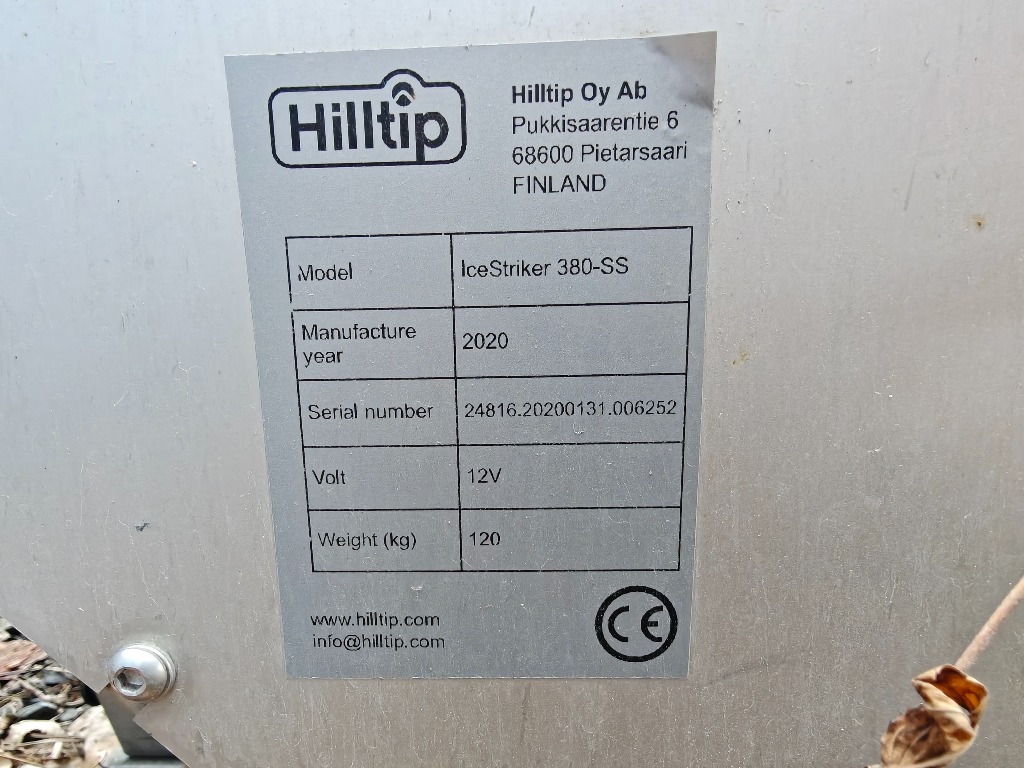 Hilltip
Hilltip Oy Ab
Pukkisaarentie 6
68600 Pietarsaari
FINLAND
Model IceStriker 380-SS
Manufacture year 2020
Serial number 24816.20200131.006252
Volt 12V
Weight (kg) 120
www.hilltip.com
info@hilltip.com
CE